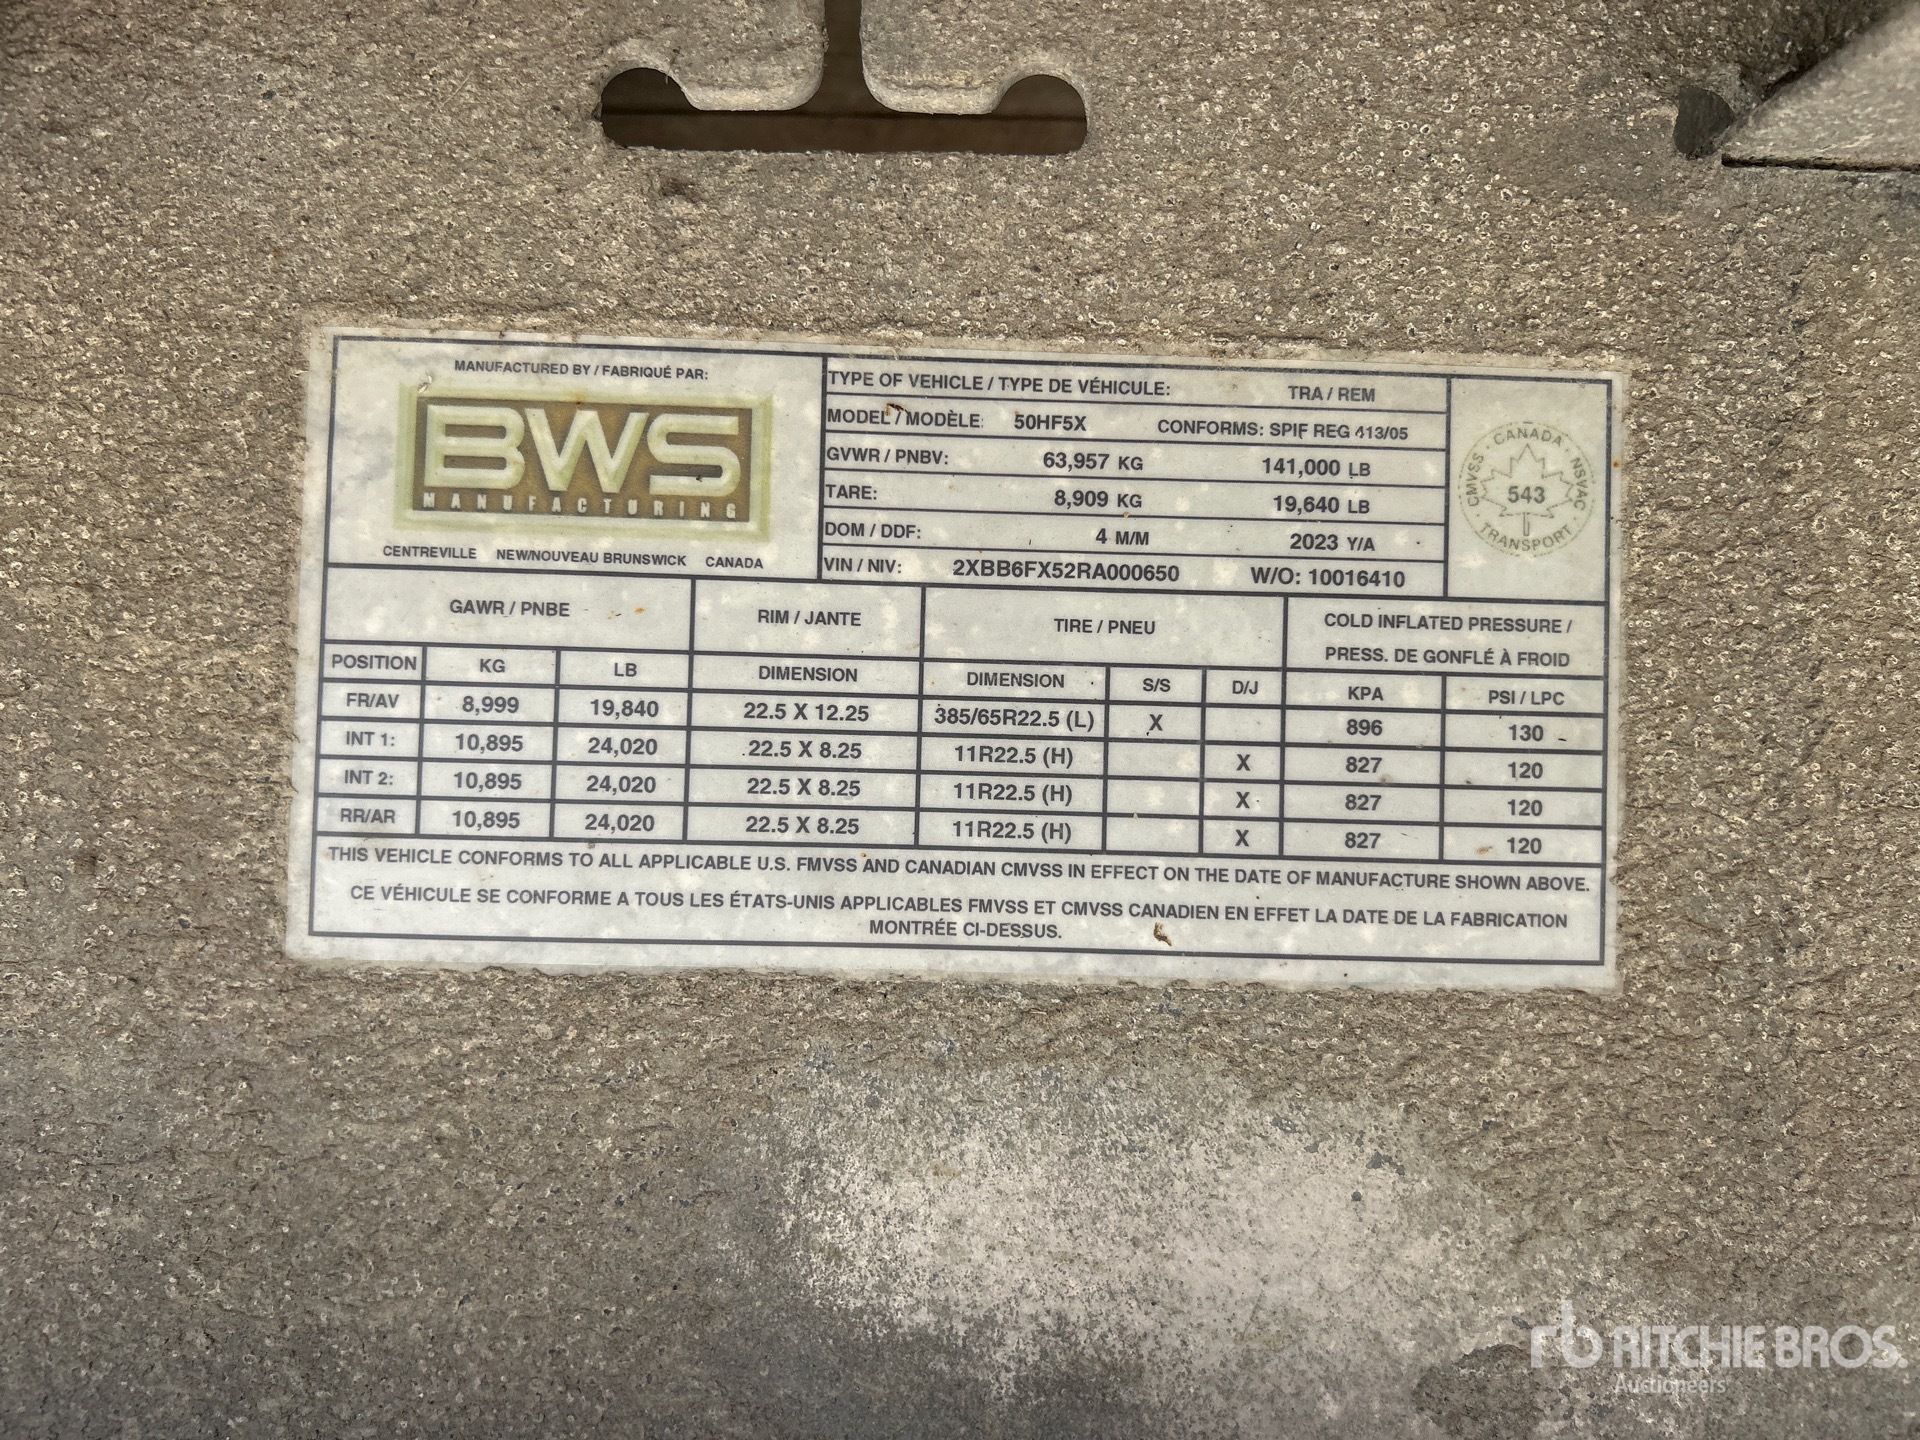 MANUFACTURED BY / FABRIQUÉ PAR:
BWS
MANUFACTURING
CENTREVILLE NEW/NOUVEAU BRUNSWICK CANADA
TYPE OF VEHICLE / TYPE DE VÉHICULE: TRA / REM
MODEL / MODÈLE: 50HF5X CONFORMS: SPIF REG 413/05
GVWR / PNBV: 63,957 KG 141,000 LB
TARE: 8,909 KG 19,640 LB
DOM / DDF: 4 M/M 2023 Y/A
VIN / NIV: 2XBB6FX52RA000650 W/O: 10016410
CANADA
CMVSS 543 NSVAC
TRANSPORT
GAWR / PNBE RIM / JANTE TIRE / PNEU COLD INFLATED PRESSURE /
PRESS. DE GONFLÉ À FROID
POSITION KG LB DIMENSION DIMENSION S/S D/J KPA PSI / LPC
FR/AV 8,999 19,840 22.5 X 12.25 385/65R22.5 (L) X 896 130
INT 1: 10,895 24,020 22.5 X 8.25 11R22.5 (H) X 827 120
INT 2: 10,895 24,020 22.5 X 8.25 11R22.5 (H) X 827 120
RR/AR 10,895 24,020 22.5 X 8.25 11R22.5 (H) X 827 120
THIS VEHICLE CONFORMS TO ALL APPLICABLE U.S. FMVSS AND CANADIAN CMVSS IN EFFECT ON THE DATE OF MANUFACTURE SHOWN ABOVE.
CE VÉHICULE SE CONFORME A TOUS LES ÉTATS-UNIS APPLICABLES FMVSS ET CMVSS CANADIEN EN EFFET LA DATE DE LA FABRICATION
MONTRÉE CI-DESSUS.
rb RITCHIE BROS.
Auctioneers